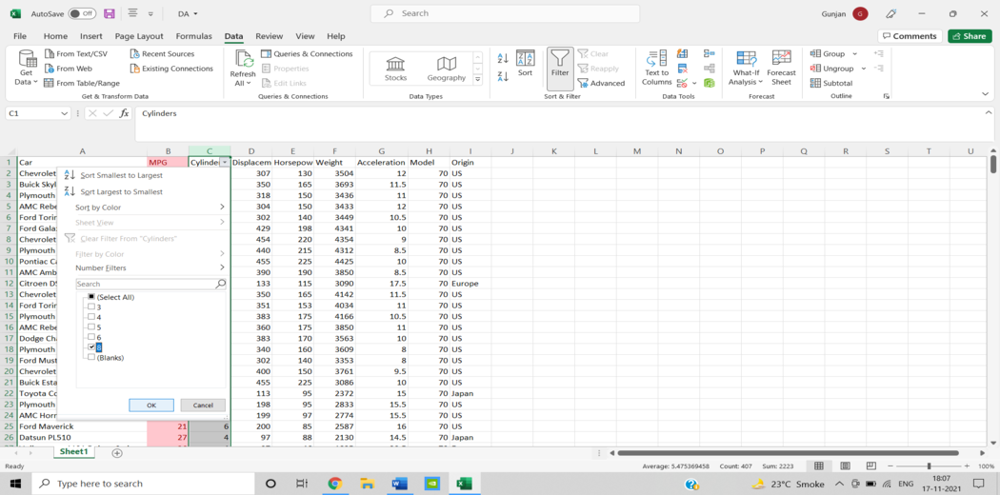 AutoSave Off DA Search Gunjan
File Home Insert Page Layout Formulas Data Review View Help Comments Share
Get Data
From Text/CSV
From Web
From Table/Range
Recent Sources
Existing Connections
Get & Transform Data
Refresh All
Queries & Connections
Properties
Edit Links
Queries & Connections
Stocks Geography
Data Types
Sort
Filter
Clear
Reapply
Advanced
Sort & Filter
Text to Columns
Data Tools
What-If Analysis
Forecast Sheet
Forecast
Group
Ungroup
Subtotal
Outline
C1 fx Cylinders
A B C D E F G H I J K L M N O P Q R S T U
1 Car MPG Cylinde Displacem Horsepow Weight Acceleration Model Origin
2 Chevrolet 307 130 3504 12 70 US
3 Buick Skyl 350 165 3693 11.5 70 US
4 Plymouth 318 150 3436 11 70 US
5 AMC Rebe 304 150 3433 12 70 US
6 Ford Torin 302 140 3449 10.5 70 US
7 Ford Gala 429 198 4341 10 70 US
8 Chevrolet 454 220 4354 9 70 US
9 Plymouth 440 215 4312 8.5 70 US
10 Pontiac Ca 455 225 4425 10 70 US
11 AMC Amb 390 190 3850 8.5 70 US
12 Citroen DS 133 115 3090 17.5 70 Europe
13 Chevrolet 350 165 4142 11.5 70 US
14 Ford Torin 351 153 4034 11 70 US
15 Plymouth 383 175 4166 10.5 70 US
16 AMC Rebe 360 175 3850 11 70 US
17 Dodge Cha 383 170 3563 10 70 US
18 Plymouth 340 160 3609 8 70 US
19 Ford Must 302 140 3353 8 70 US
20 Chevrolet 400 150 3761 9.5 70 US
21 Buick Esta 455 225 3086 10 70 US
22 Toyota Co 113 95 2372 15 70 Japan
23 Plymouth 198 95 2833 15.5 70 US
24 AMC Horn 199 97 2774 15.5 70 US
25 Ford Maverick 21 6 200 85 2587 16 70 US
26 Datsun PL510 27 4 97 88 2130 14.5 70 Japan
Sort Smallest to Largest
Sort Largest to Smallest
Sort by Color
Sheet View
Clear Filter From "Cylinders"
Filter by Color
Number Filters
Search
(Select All)
3
4
5
6
8
(Blanks)
OK Cancel
Sheet1
Ready Average: 5.475369458 Count: 407 Sum: 2223 100%
Type here to search 23°C Smoke ENG 18:07
17-11-2021